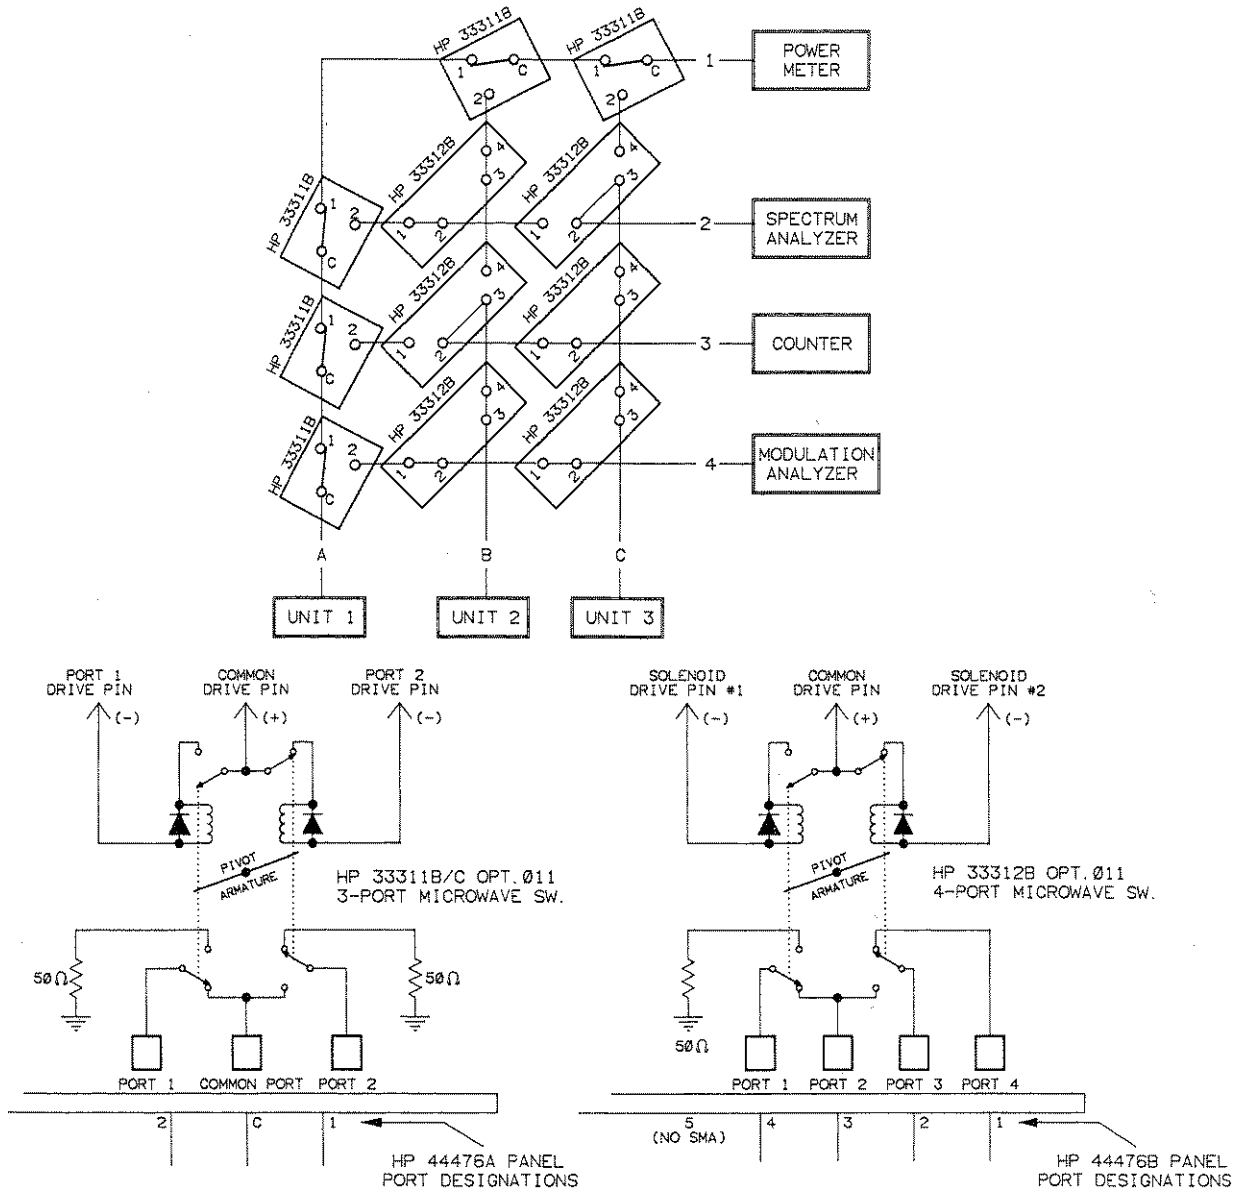 HP 33311B
1
C
2
HP 33311B
1
C
2
1
POWER
METER
HP 33311B
1
2
C
HP 33312B
4
3
1
2
HP 33312B
4
3
1
2
2
SPECTRUM
ANALYZER
HP 33311B
1
2
C
HP 33312B
4
3
1
2
HP 33312B
4
3
1
2
3
COUNTER
HP 33311B
1
2
C
HP 33312B
4
3
1
2
HP 33312B
4
3
1
2
4
MODULATION
ANALYZER
A
B
C
UNIT 1
UNIT 2
UNIT 3
PORT 1
DRIVE PIN
(-)
COMMON
DRIVE PIN
(+)
PORT 2
DRIVE PIN
(-)
PIVOT
ARMATURE
HP 33311B/C OPT.Ø11
3-PORT MICROWAVE SW.
5ØΩ
5ØΩ
PORT 1
COMMON PORT
PORT 2
2
C
1
HP 44476A PANEL
PORT DESIGNATIONS
SOLENOID
DRIVE PIN #1
(-)
COMMON
DRIVE PIN
(+)
SOLENOID
DRIVE PIN #2
(-)
PIVOT
ARMATURE
HP 33312B OPT.Ø11
4-PORT MICROWAVE SW.
5ØΩ
PORT 1
PORT 2
PORT 3
PORT 4
5
(NO SMA)
4
3
2
1
HP 44476B PANEL
PORT DESIGNATIONS